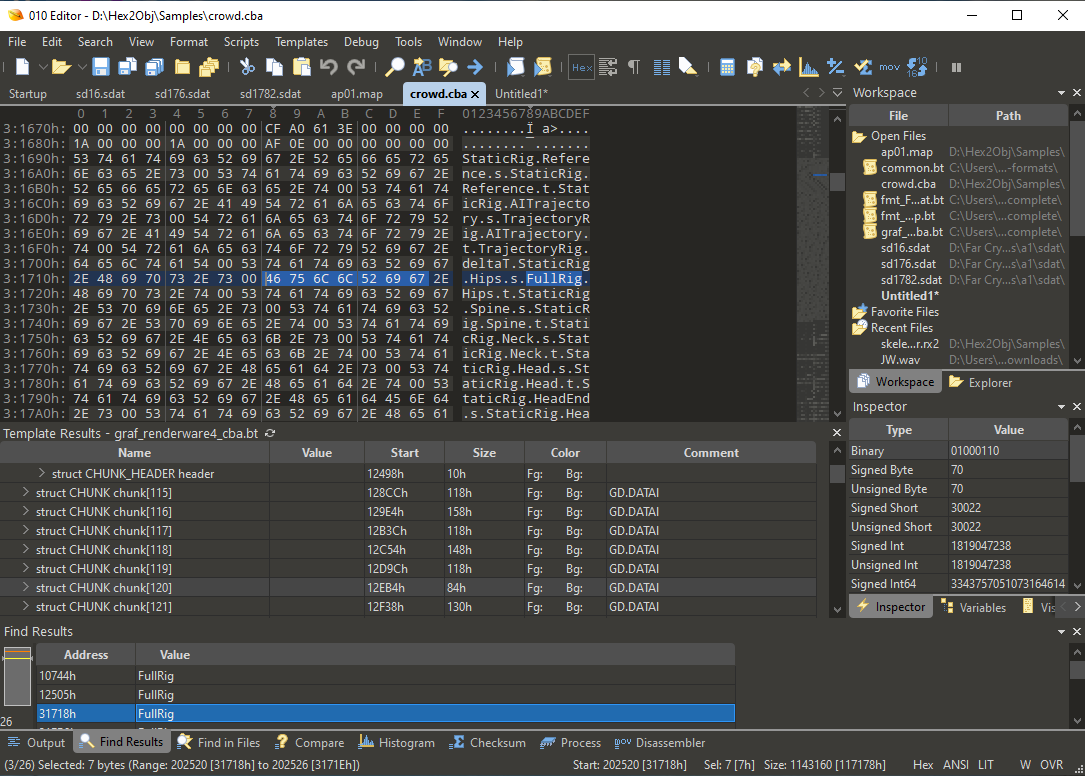 010 Editor - D:\Hex2Obj\Samples\crowd.cba
File Edit Search View Format Scripts Templates Debug Tools Window Help
Hex mov
Startup sd16.sdat sd176.sdat sd1782.sdat ap01.map crowd.cba Untitled1*
0 1 2 3 4 5 6 7 8 9 A B C D E F 0123456789ABCDEF
3:1670h: 00 00 00 00 00 00 00 00 CF A0 61 3E 00 00 00 00 ........Ï a>....
3:1680h: 1A 00 00 00 1A 00 00 00 AF 0E 00 00 00 00 00 00 ........¯.......
3:1690h: 53 74 61 74 69 63 52 69 67 2E 52 65 66 65 72 65 StaticRig.Refere
3:16A0h: 6E 63 65 2E 73 00 53 74 61 74 69 63 52 69 67 2E nce.s.StaticRig.
3:16B0h: 52 65 66 65 72 65 6E 63 65 2E 74 00 53 74 61 74 Reference.t.Stat
3:16C0h: 69 63 52 69 67 2E 41 49 54 72 61 6A 65 63 74 6F icRig.AITrajecto
3:16D0h: 72 79 2E 73 00 54 72 61 6A 65 63 74 6F 72 79 52 ry.s.TrajectoryR
3:16E0h: 69 67 2E 41 49 54 72 61 6A 65 63 74 6F 72 79 2E ig.AITrajectory.
3:16F0h: 74 00 54 72 61 6A 65 63 74 6F 72 79 52 69 67 2E t.TrajectoryRig.
3:1700h: 64 65 6C 74 61 54 00 53 74 61 74 69 63 52 69 67 deltaT.StaticRig
3:1710h: 2E 48 69 70 73 2E 73 00 46 75 6C 6C 52 69 67 2E .Hips.s.FullRig.
3:1720h: 48 69 70 73 2E 74 00 53 74 61 74 69 63 52 69 67 Hips.t.StaticRig
3:1730h: 2E 53 70 69 6E 65 2E 73 00 53 74 61 74 69 63 52 .Spine.s.StaticR
3:1740h: 69 67 2E 53 70 69 6E 65 2E 74 00 53 74 61 74 69 ig.Spine.t.Stati
3:1750h: 63 52 69 67 2E 4E 65 63 6B 2E 73 00 53 74 61 74 cRig.Neck.s.Stat
3:1760h: 69 63 52 69 67 2E 4E 65 63 6B 2E 74 00 53 74 61 icRig.Neck.t.Sta
3:1770h: 74 69 63 52 69 67 2E 48 65 61 64 2E 73 00 53 74 ticRig.Head.s.St
3:1780h: 61 74 69 63 52 69 67 2E 48 65 61 64 2E 74 00 53 aticRig.Head.t.S
3:1790h: 74 61 74 69 63 52 69 67 2E 48 65 61 64 45 6E 64 taticRig.HeadEnd
3:17A0h: 2E 73 00 53 74 61 74 69 63 52 69 67 2E 48 65 61 .s.StaticRig.Hea
Template Results - graf_renderware4_cba.bt
Name Value Start Size Color Comment
struct CHUNK_HEADER header 12498h 10h Fg: Bg:
struct CHUNK chunk[115] 128CCh 118h Fg: Bg: GD.DATAI
struct CHUNK chunk[116] 129E4h 158h Fg: Bg: GD.DATAI
struct CHUNK chunk[117] 12B3Ch 118h Fg: Bg: GD.DATAI
struct CHUNK chunk[118] 12C54h 148h Fg: Bg: GD.DATAI
struct CHUNK chunk[119] 12D9Ch 118h Fg: Bg: GD.DATAI
struct CHUNK chunk[120] 12EB4h 84h Fg: Bg: GD.DATAI
struct CHUNK chunk[121] 12F38h 130h Fg: Bg: GD.DATAI
Workspace
File Path
Open Files
ap01.map D:\Hex2Obj\Samples\
common.bt C:\Users\...-formats\
crowd.cba D:\Hex2Obj\Samples\
fmt_F...at.bt C:\Users\...complete\
fmt_...p.bt C:\Users\...complete\
graf_...ba.bt C:\Users\...complete\
sd16.sdat D:\Far Cry...s\a1\sdat\
sd176.sdat D:\Far Cry...s\a1\sdat\
sd1782.sdat D:\Far Cry...s\a1\sdat\
Untitled1*
Favorite Files
Recent Files
skele...r.rx2 D:\Hex2Obj\Samples\
JW.wav D:\Users\...ownloads\
Workspace Explorer
Inspector
Type Value
Binary 01000110
Signed Byte 70
Unsigned Byte 70
Signed Short 30022
Unsigned Short 30022
Signed Int 1819047238
Unsigned Int 1819047238
Signed Int64 3343757051073164614
Inspector Variables Vis
Find Results
Address Value
10744h FullRig
12505h FullRig
31718h FullRig
26
Output Find Results Find in Files Compare Histogram Checksum Process Disassembler
(3/26) Selected: 7 bytes (Range: 202520 [31718h] to 202526 [3171Eh]) Start: 202520 [31718h] Sel: 7 [7h] Size: 1143160 [117178h] Hex ANSI LIT W OVR